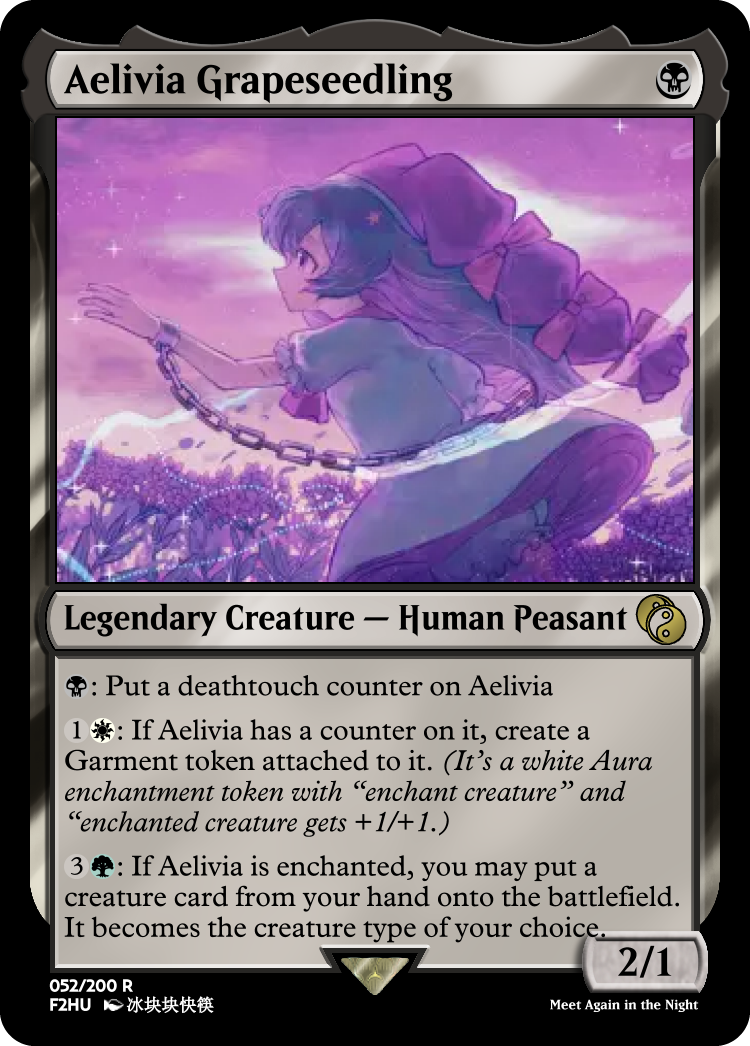 Aelivia Grapeseedling
Legendary Creature — Human Peasant
: Put a deathtouch counter on Aelivia
1 : If Aelivia has a counter on it, create a
Garment token attached to it. (It's a white Aura
enchantment token with “enchant creature” and
“enchanted creature gets +1/+1.)
3 : If Aelivia is enchanted, you may put a
creature card from your hand onto the battlefield.
It becomes the creature type of your choice.
2/1
052/200 R
F2HU 冰块块快筷
Meet Again in the Night